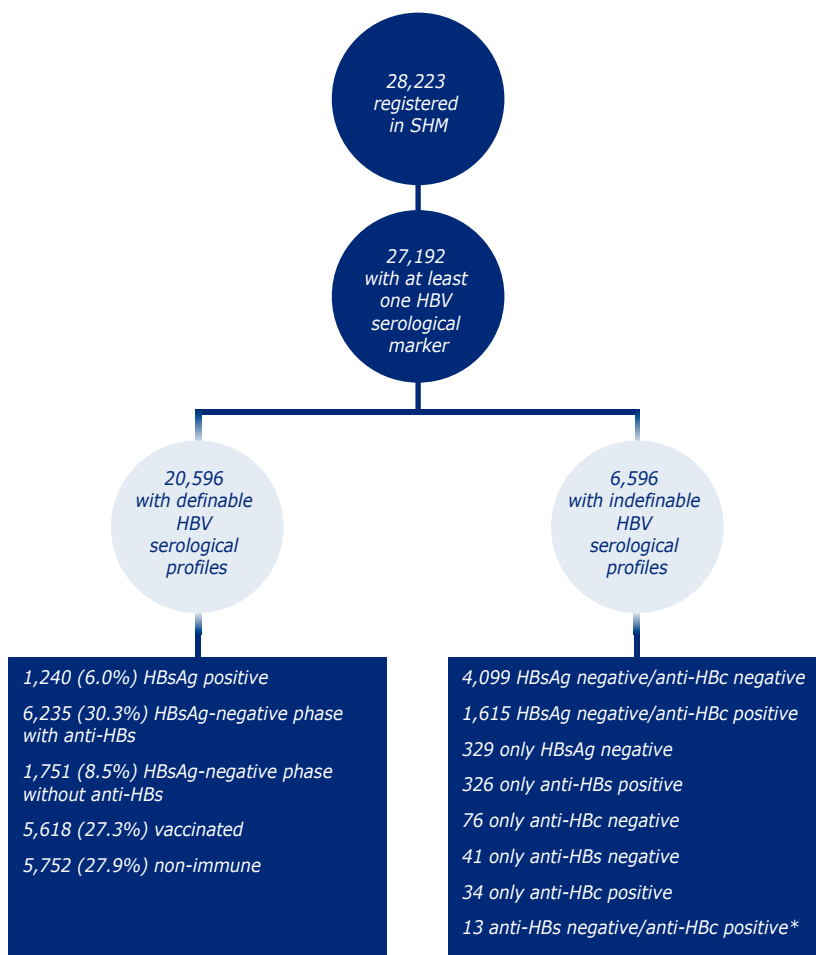 28,223
registered
in SHM
27,192
with at least
one HBV
serological
marker
20,596
with definable
HBV
serological
profiles
6,596
with indefinable
HBV
serological
profiles
1,240 (6.0%) HBsAg positive
6,235 (30.3%) HBsAg-negative phase
with anti-HBs
1,751 (8.5%) HBsAg-negative phase
without anti-HBs
5,618 (27.3%) vaccinated
5,752 (27.9%) non-immune
4,099 HBsAg negative/anti-HBc negative
1,615 HBsAg negative/anti-HBc positive
329 only HBsAg negative
326 only anti-HBs positive
76 only anti-HBc negative
41 only anti-HBs negative
34 only anti-HBc positive
13 anti-HBs negative/anti-HBc positive*